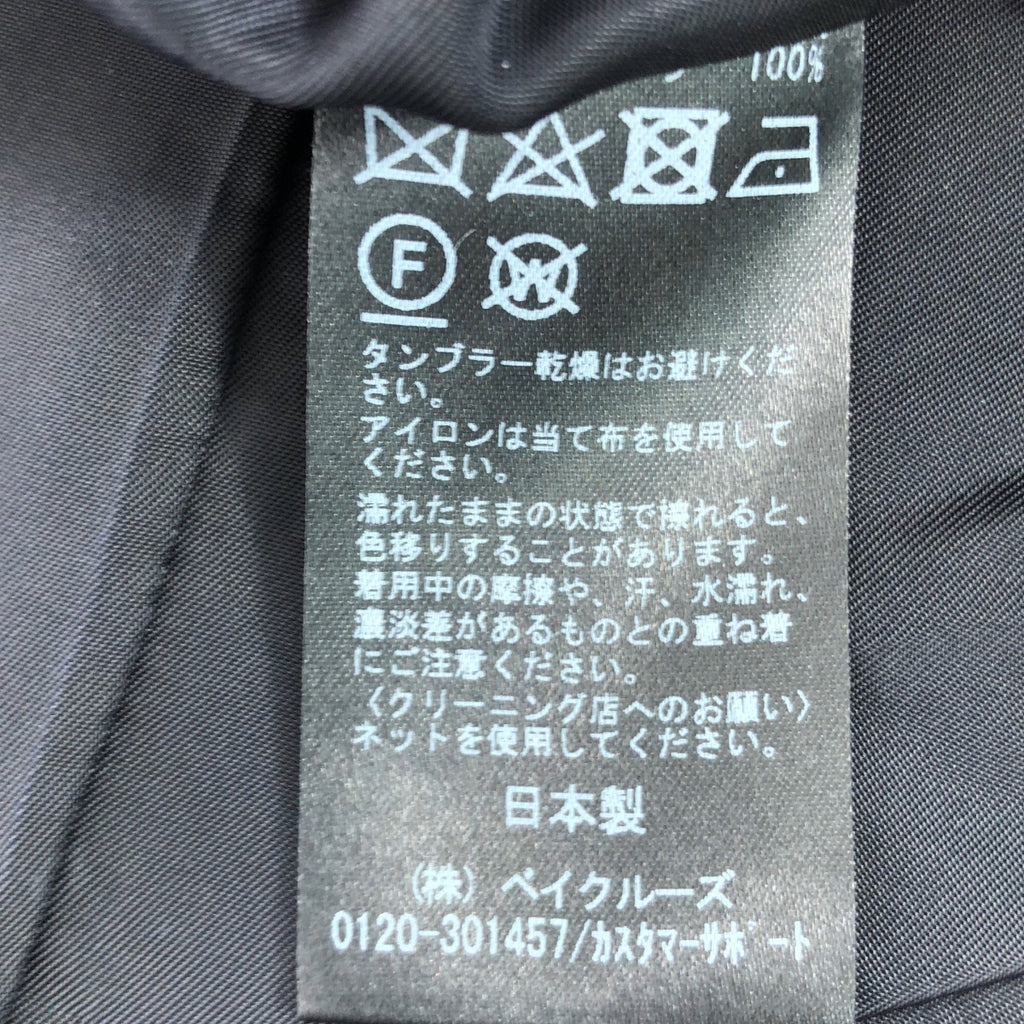 100%
F
W
タンブラー乾燥はお避けくだ
さい。
アイロンは当て布を使用して
ください。
濡れたままの状態で擦れると、
色移りすることがあります。
着用中の摩擦や、汗、水濡れ、
濃淡差があるものとの重ね着
にご注意ください。
〈クリーニング店へのお願い〉
ネットを使用してください。
日本製
(株) ベイクルーズ
0120-301457/カスタマーサポート